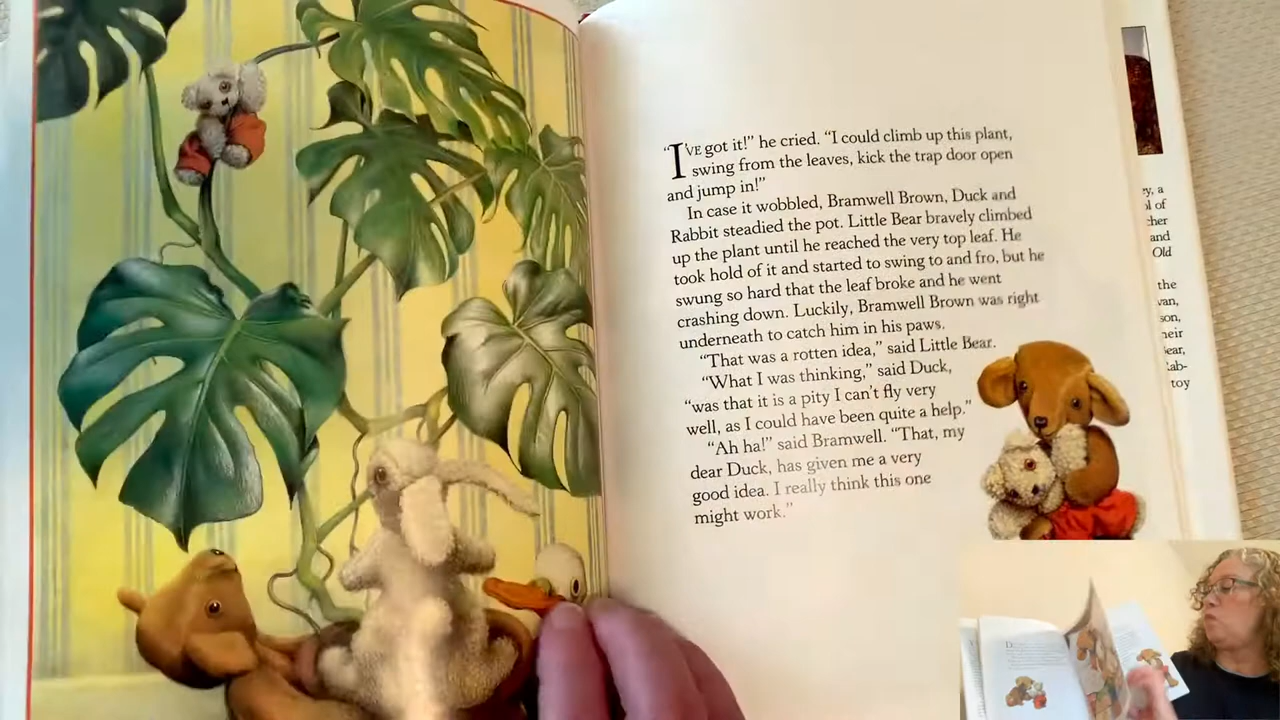 "I'VE got it!" he cried. "I could climb up this plant,
swing from the leaves, kick the trap door open
and jump in!"
In case it wobbled, Bramwell Brown, Duck and
Rabbit steadied the pot. Little Bear bravely climbed
up the plant until he reached the very top leaf. He
took hold of it and started to swing to and fro, but he
swung so hard that the leaf broke and he went
crashing down. Luckily, Bramwell Brown was right
underneath to catch him in his paws.
"That was a rotten idea," said Little Bear.
"What I was thinking," said Duck,
"was that it is a pity I can't fly very
well, as I could have been quite a help."
"Ah ha!" said Bramwell. "That, my
dear Duck, has given me a very
good idea. I really think this one
might work."
a
of
and
Old
the
toy